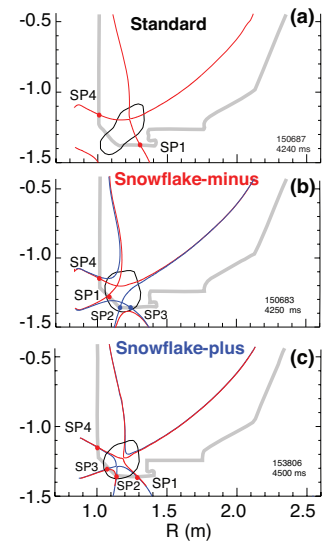 -0.5
Standard
(a)
SP4
-1.0
SP1
-1.5
150687
4240 ms
-0.5
Snowflake-minus
(b)
SP4
-1.0
SP1
SP2
SP3
-1.5
150683
4250 ms
-0.5
Snowflake-plus
(c)
SP4
-1.0
SP3
SP2
SP1
-1.5
153806
4500 ms
1.0 1.5 2.0 2.5
R (m)